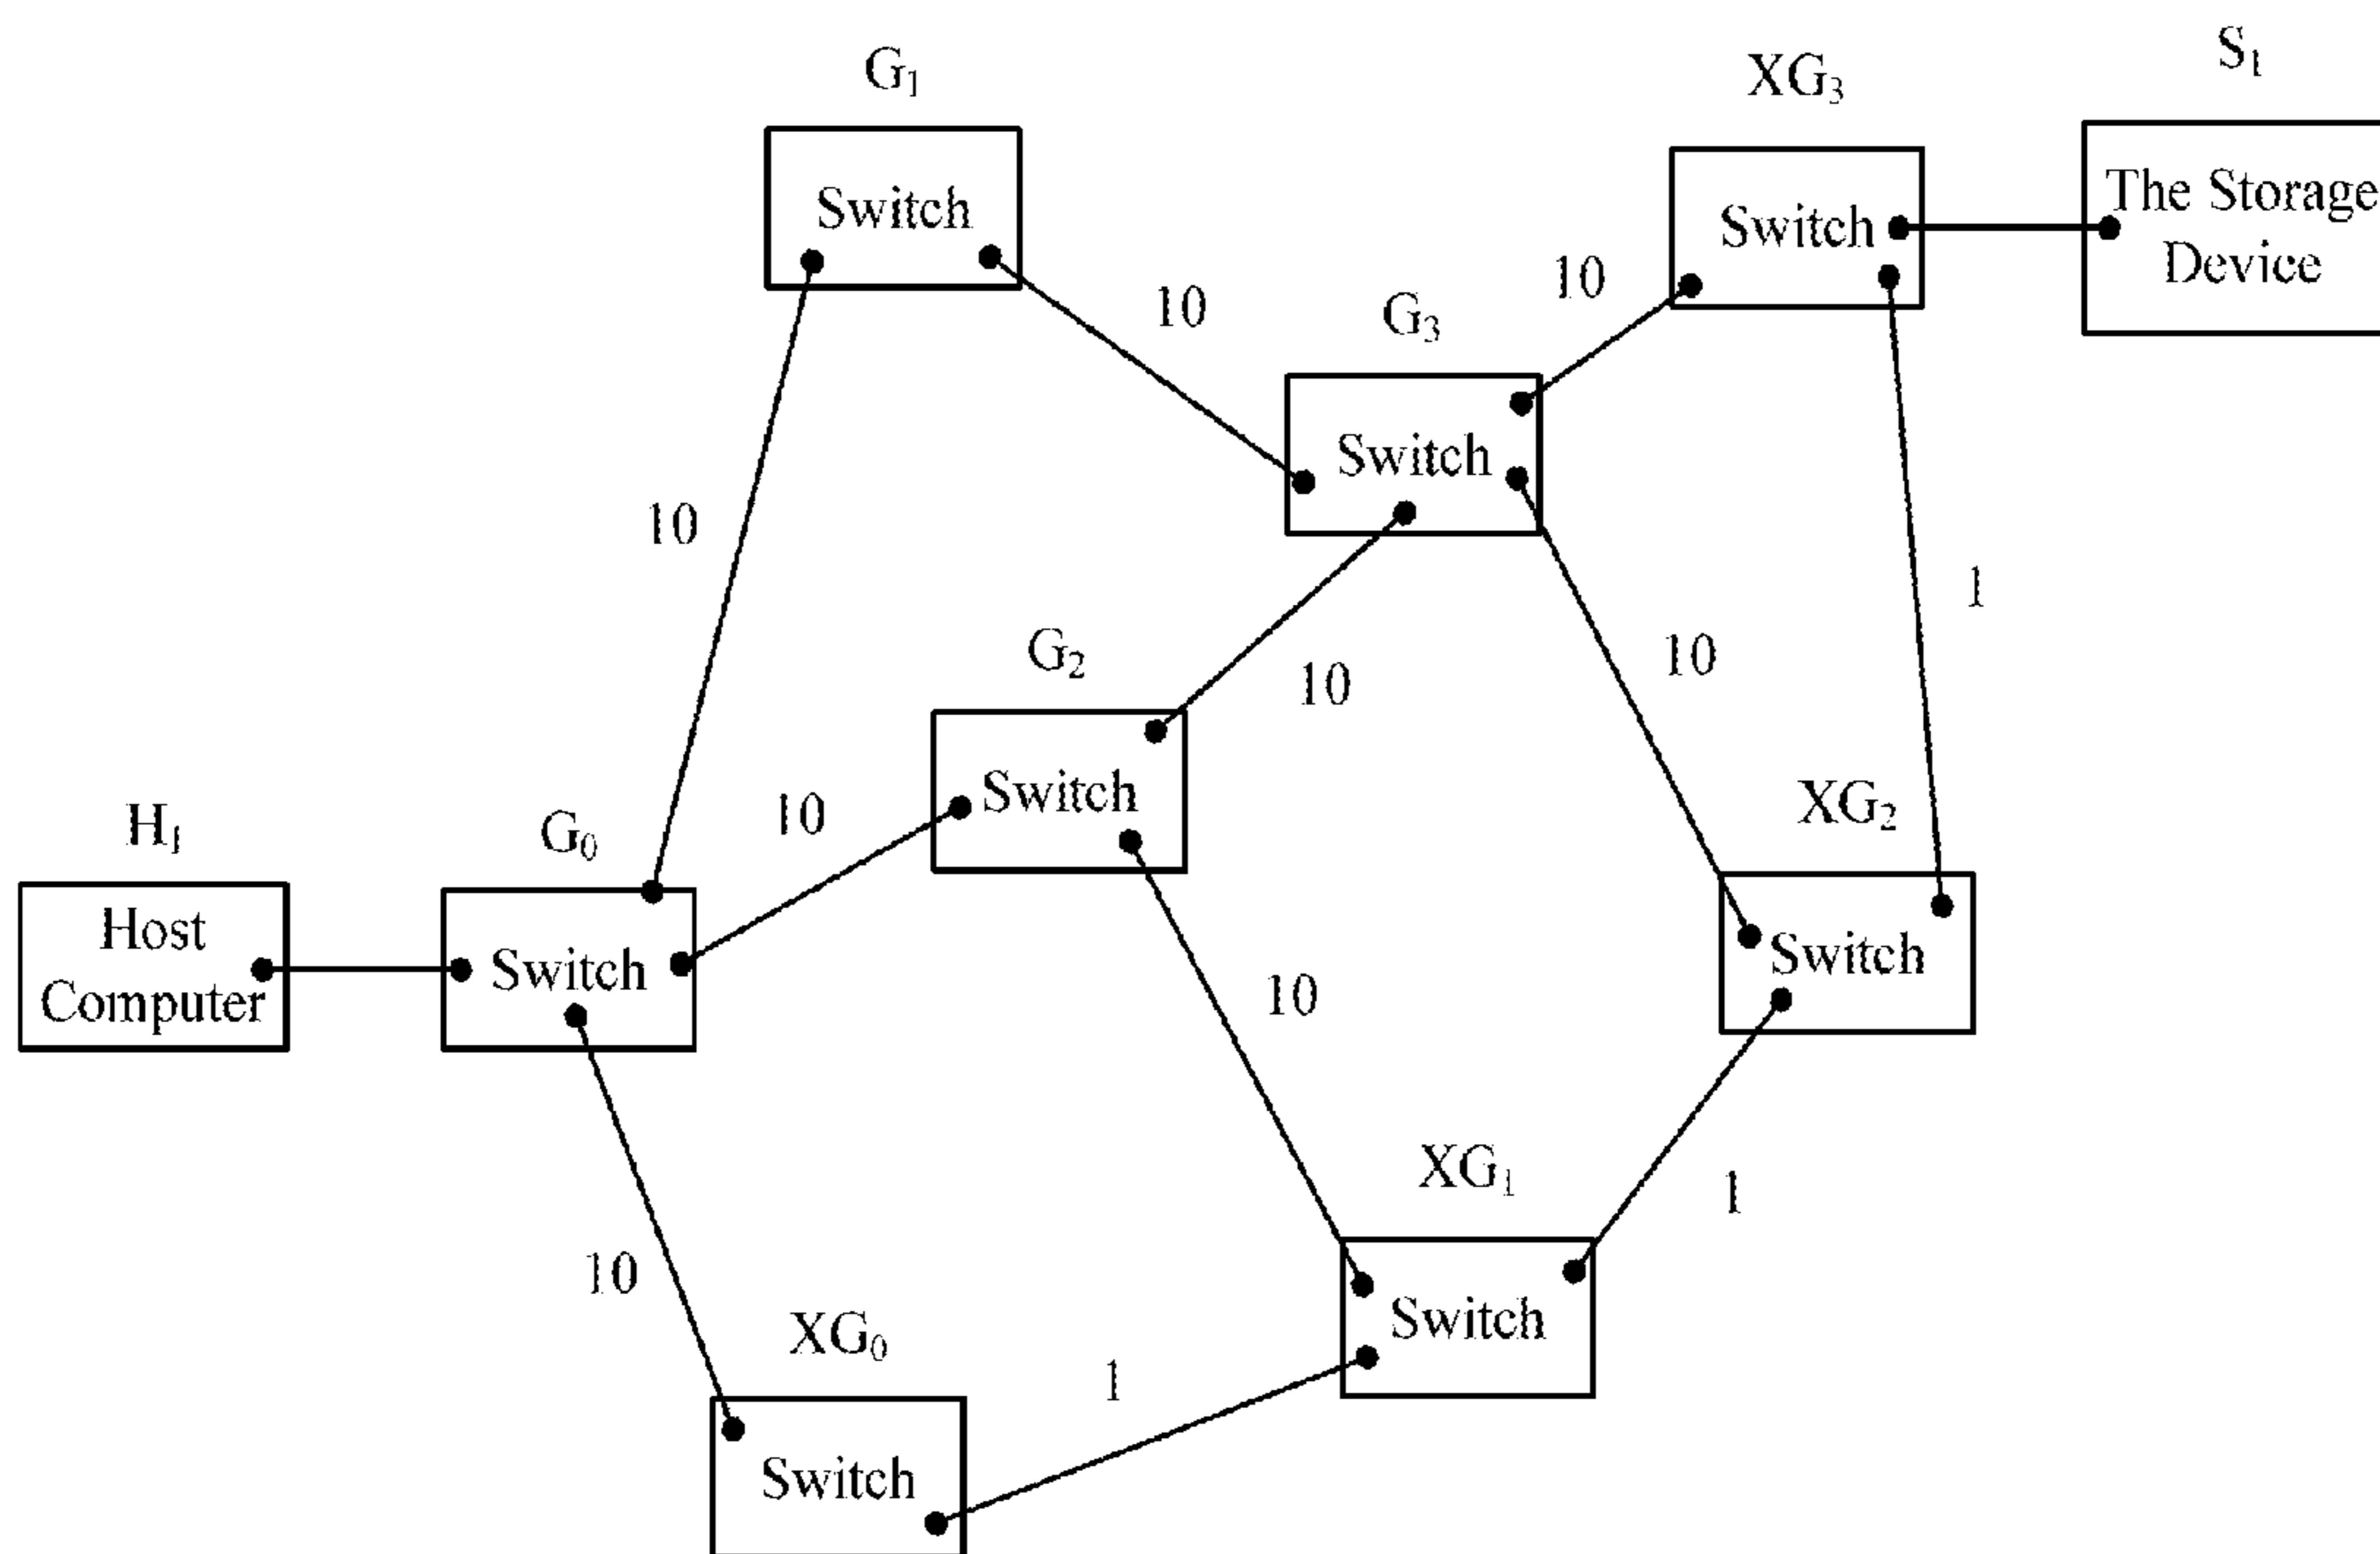 G₁
Switch
XG₃
Switch
S₁
The Storage
Device
10
10
G₃
Switch
10
1
10
10
G₂
Switch
10
10
XG₂
Switch
H₁
Host
Computer
G₀
Switch
10
XG₁
Switch
1
10
XG₀
Switch
1